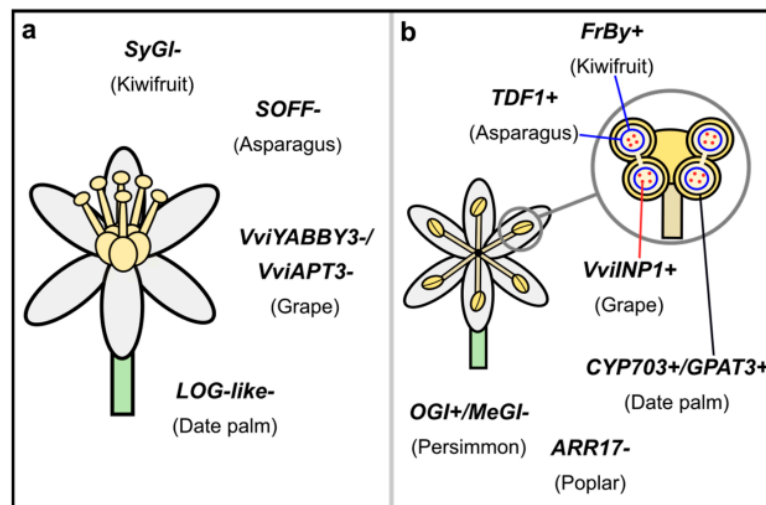 a
SyGI-
(Kiwifruit)
SOFF-
(Asparagus)
VviYABBY3-/
VviAPT3-
(Grape)
LOG-like-
(Date palm)
b
FrBy+
(Kiwifruit)
TDF1+
(Asparagus)
VviINP1+
(Grape)
CYP703+/GPAT3+
(Date palm)
OGI+/MeGI-
(Persimmon)
ARR17-
(Poplar)